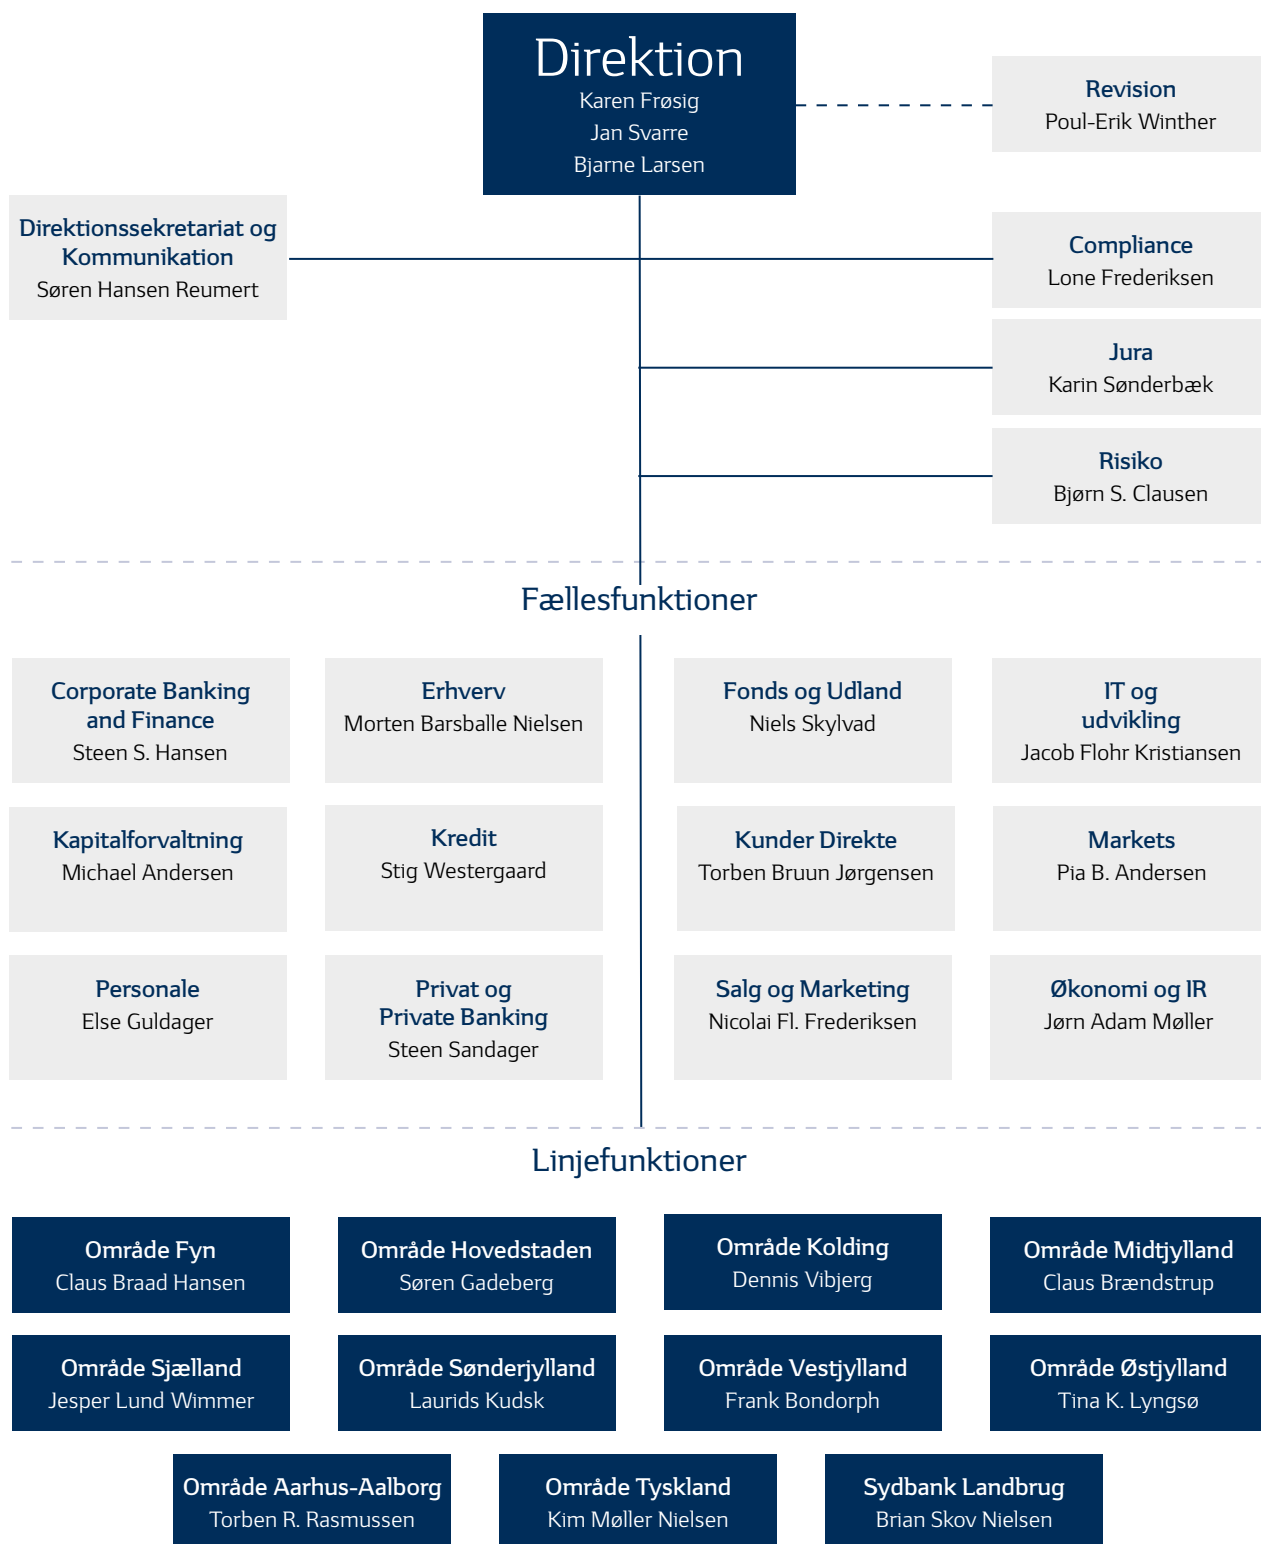 Direktion
Karen Frøsig
Jan Svarre
Bjarne Larsen
Revision
Poul-Erik Winther
Direktionssekretariat og
Kommunikation
Søren Hansen Reumert
Compliance
Lone Frederiksen
Jura
Karin Sønderbæk
Risiko
Bjørn S. Clausen
Fællesfunktioner
Corporate Banking
and Finance
Steen S. Hansen
Erhverv
Morten Barsballe Nielsen
Fonds og Udland
Niels Skylvad
IT og
udvikling
Jacob Flohr Kristiansen
Kapitalforvaltning
Michael Andersen
Kredit
Stig Westergaard
Kunder Direkte
Torben Bruun Jørgensen
Markets
Pia B. Andersen
Personale
Else Guldager
Privat og
Private Banking
Steen Sandager
Salg og Marketing
Nicolai Fl. Frederiksen
Økonomi og IR
Jørn Adam Møller
Linjefunktioner
Område Fyn
Claus Braad Hansen
Område Hovedstaden
Søren Gadeberg
Område Kolding
Dennis Vibjerg
Område Midtjylland
Claus Brændstrup
Område Sjælland
Jesper Lund Wimmer
Område Sønderjylland
Laurids Kudsk
Område Vestjylland
Frank Bondorph
Område Østjylland
Tina K. Lyngsø
Område Aarhus-Aalborg
Torben R. Rasmussen
Område Tyskland
Kim Møller Nielsen
Sydbank Landbrug
Brian Skov Nielsen